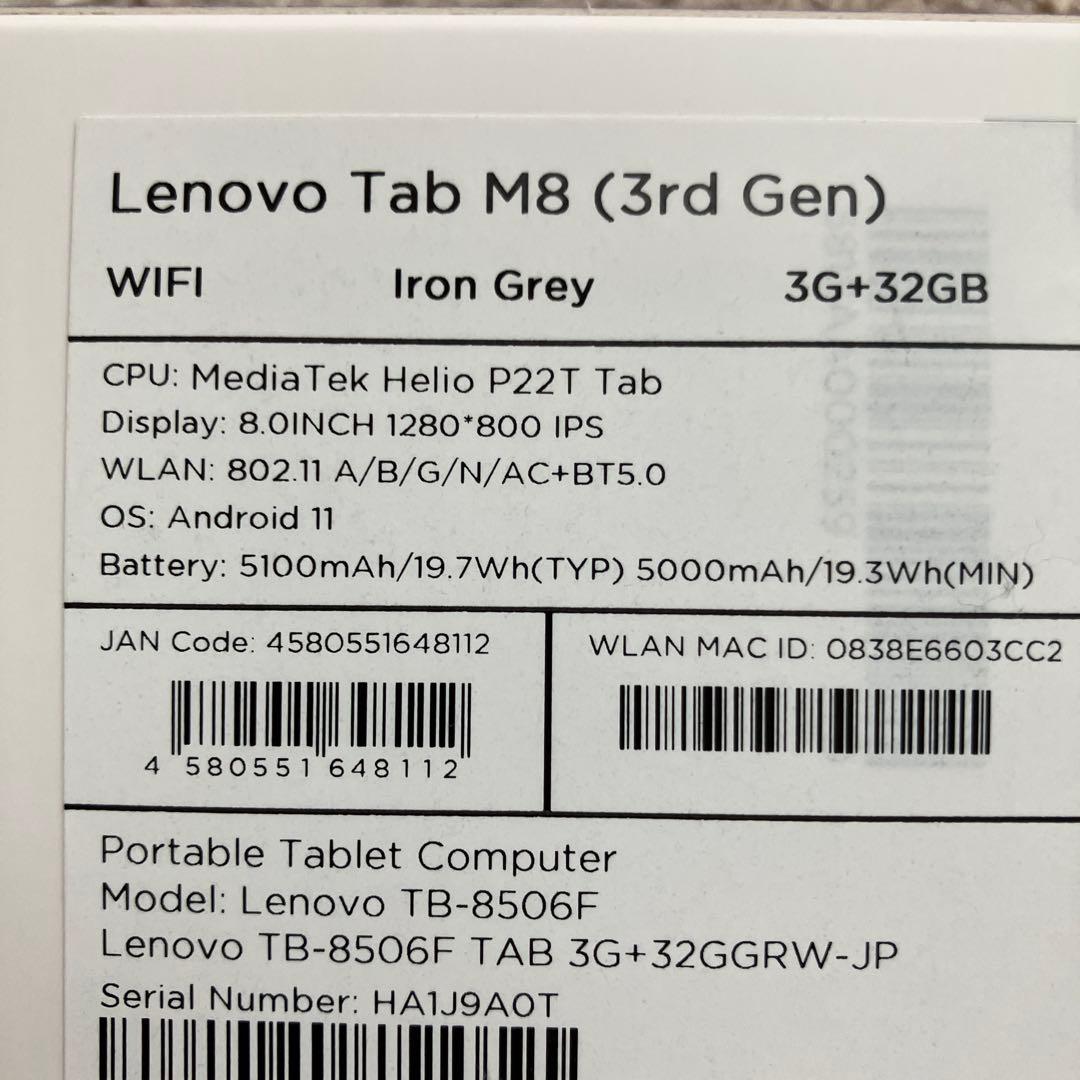 Lenovo Tab M8 (3rd Gen)
WIFI Iron Grey 3G+32GB
CPU: MediaTek Helio P22T Tab
Display: 8.0INCH 1280*800 IPS
WLAN: 802.11 A/B/G/N/AC+BT5.0
OS: Android 11
Battery: 5100mAh/19.7Wh(TYP) 5000mAh/19.3Wh(MIN)
JAN Code: 4580551648112
4 580551 648112
WLAN MAC ID: 0838E6603CC2
Portable Tablet Computer
Model: Lenovo TB-8506F
Lenovo TB-8506F TAB 3G+32GGRW-JP
Serial Number: HA1J9A0T